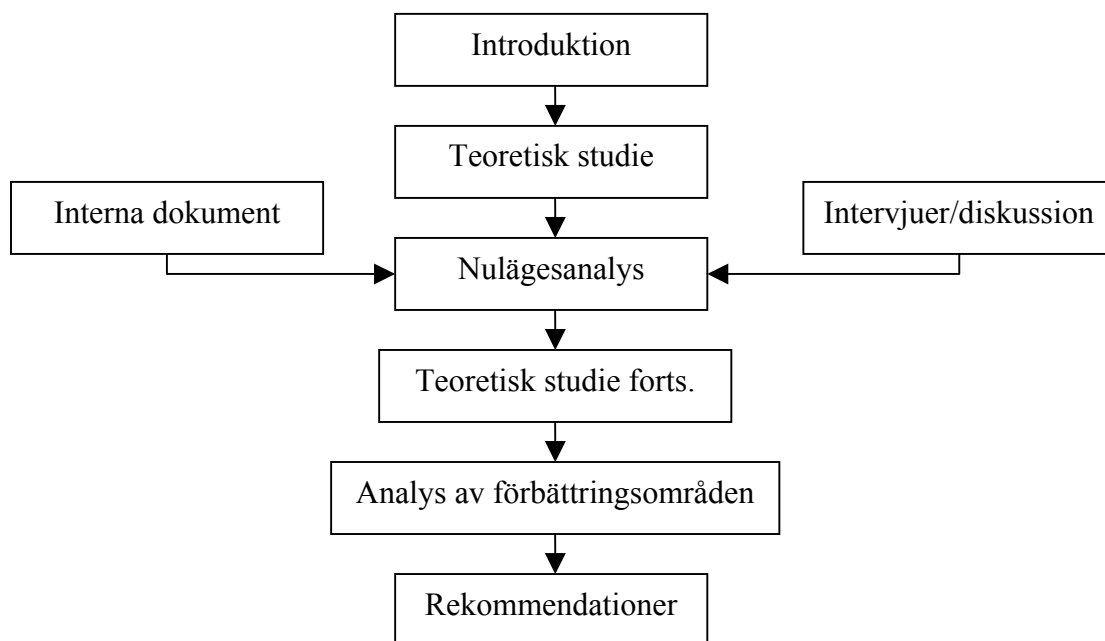 Introduktion
Teoretisk studie
Interna dokument
Intervjuer/diskussion
Nulägesanalys
Teoretisk studie forts.
Analys av förbättringsområden
Rekommendationer